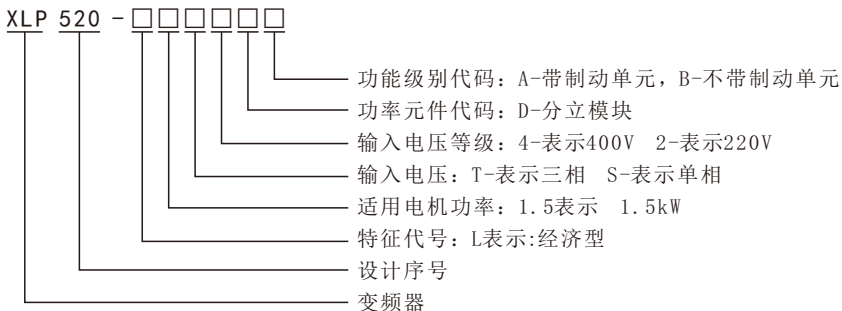 XLP 520 -□□□□□□
功能级别代码：A-带制动单元，B-不带制动单元
功率元件代码：D-分立模块
输入电压等级：4-表示400V 2-表示220V
输入电压：T-表示三相 S-表示单相
适用电机功率：1.5表示 1.5kW
特征代号：L表示:经济型
设计序号
变频器